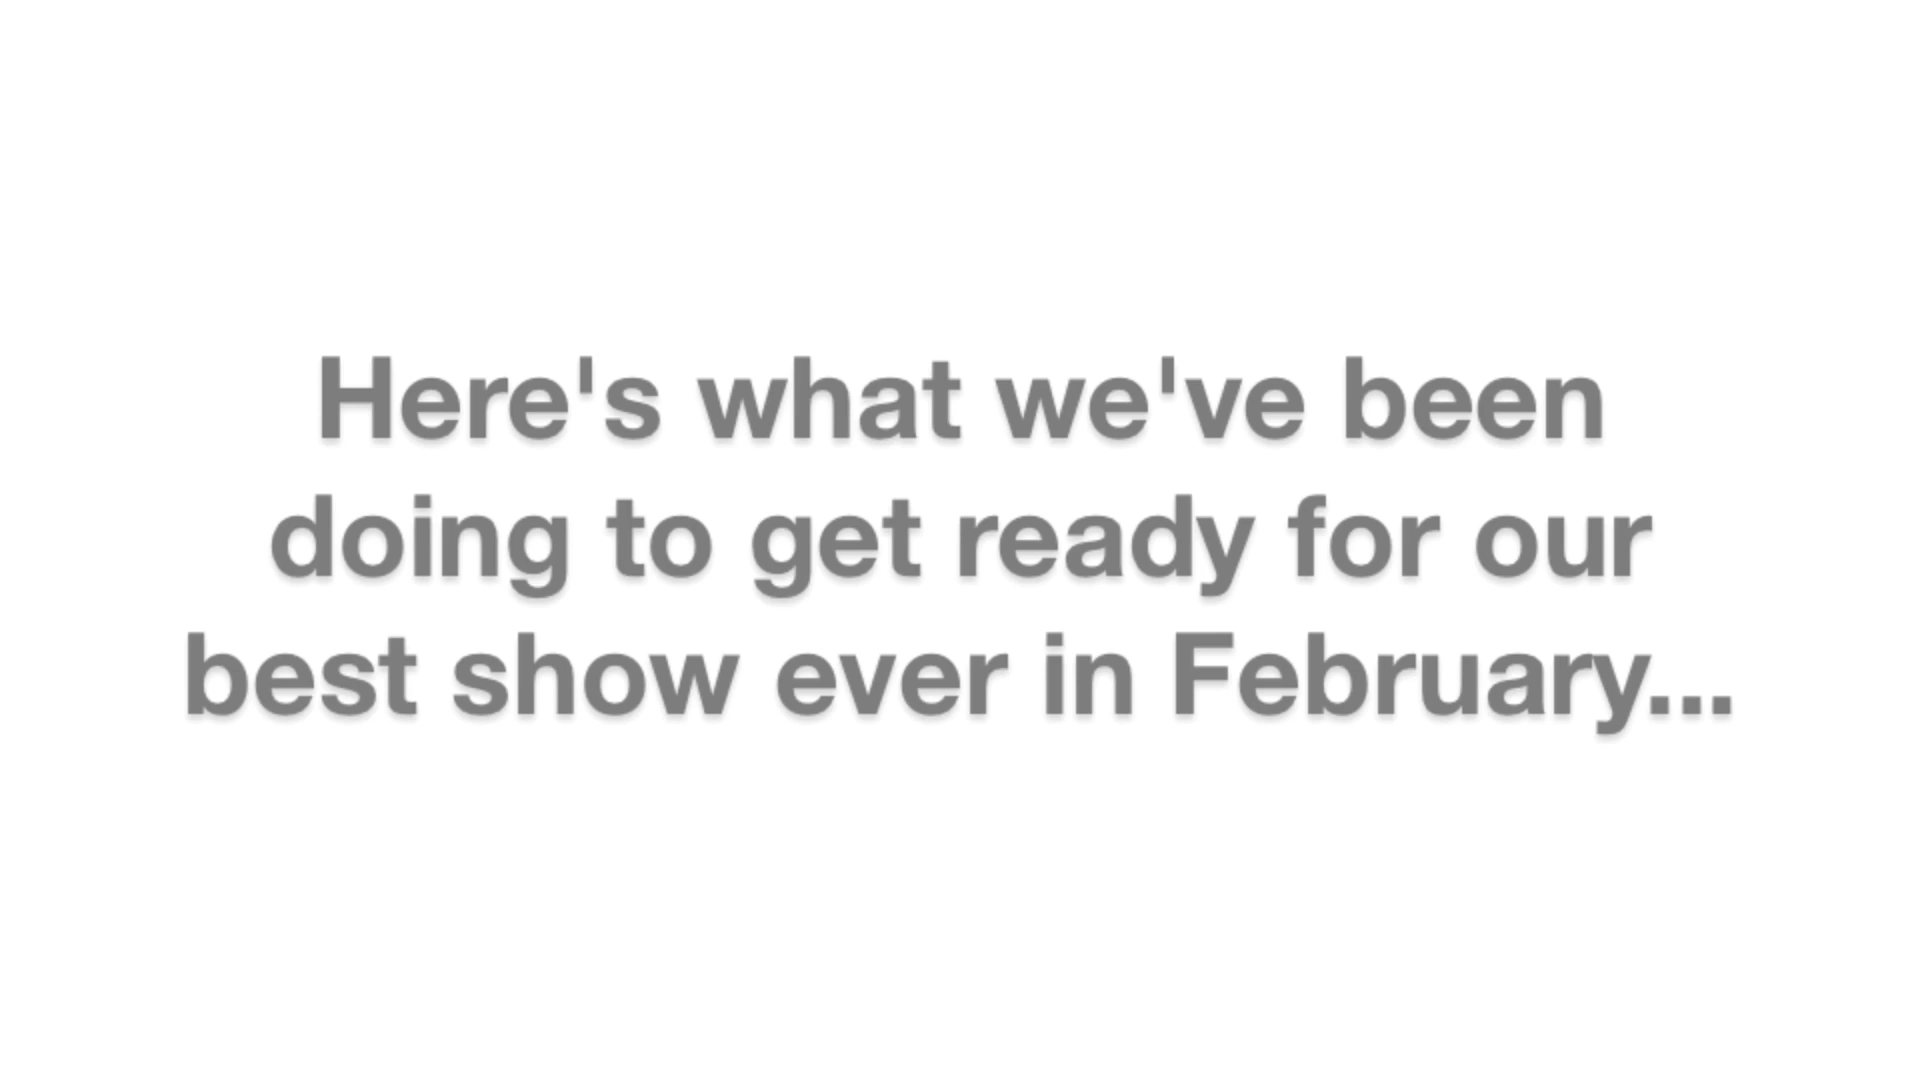 Here's what we've been
doing to get ready for our
best show ever in February...